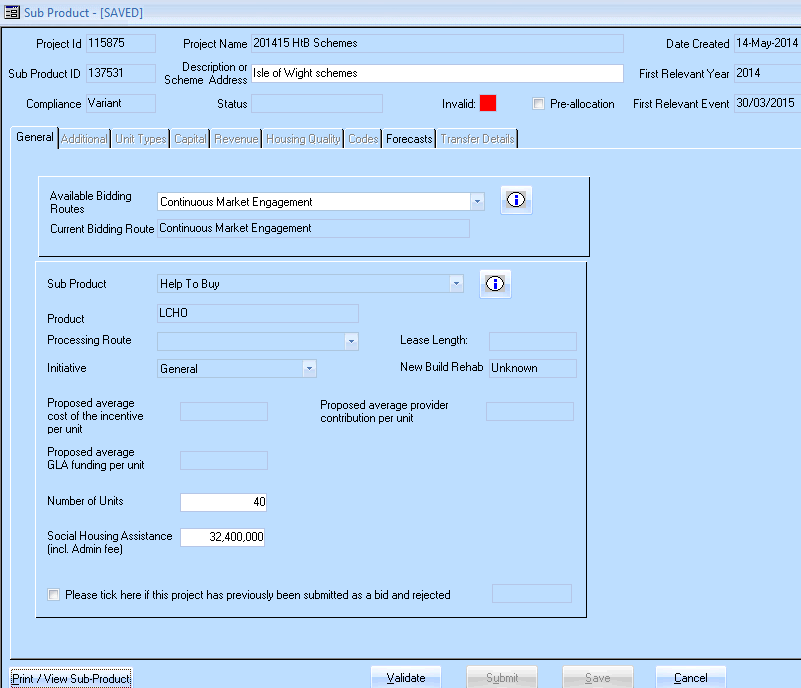 Sub Product - [SAVED]
Project Id 115875 Project Name 201415 HtB Schemes Date Created 14-May-2014
Sub Product ID 137531 Description or Scheme Address Isle of Wight schemes First Relevant Year 2014
Compliance Variant Status Invalid: Pre-allocation First Relevant Event 30/03/2015
General Additional Unit Types Capital Revenue Housing Quality Codes Forecasts Transfer Details
Available Bidding
Routes
Continuous Market Engagement
Current Bidding Route Continuous Market Engagement
Sub Product Help To Buy
Product LCHO
Processing Route Lease Length:
Initiative General New Build Rehab Unknown
Proposed average
cost of the incentive
per unit
Proposed average provider
contribution per unit
Proposed average
GLA funding per unit
Number of Units 40
Social Housing Assistance
(incl. Admin fee)
32,400,000
Please tick here if this project has previously been submitted as a bid and rejected
Print / View Sub-Product Validate Submit Save Cancel